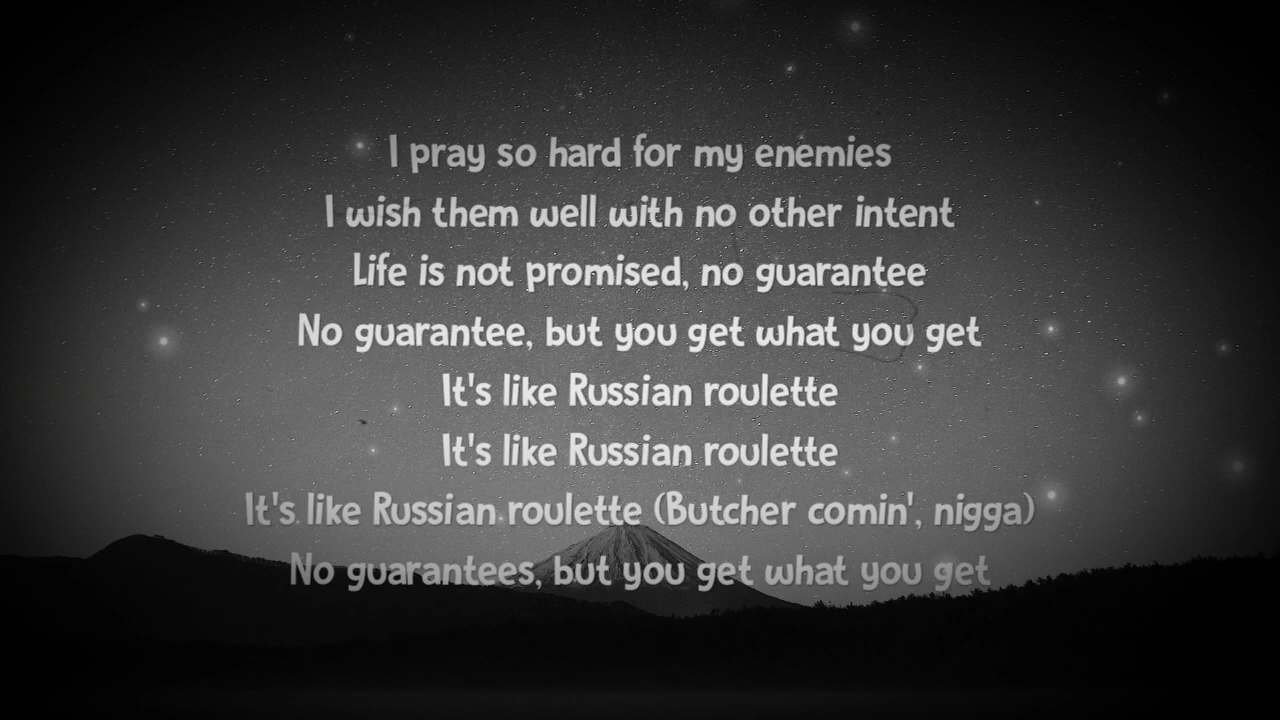 I pray so hard for my enemies
I wish them well with no other intent
Life is not promised, no guarantee
No guarantee, but you get what you get
It's like Russian roulette
It's like Russian roulette
It's like Russian roulette (Butcher comin', nigga)
No guarantees, but you get what you get